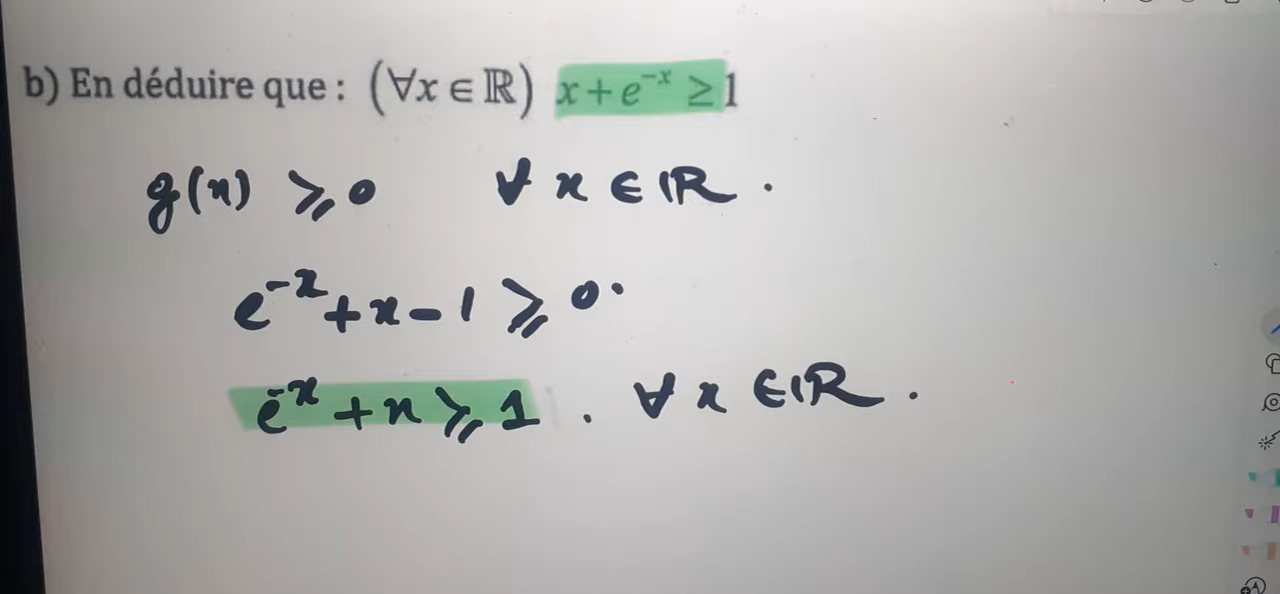 b) En déduire que : (∀x ∈ ℝ) x + e⁻ˣ ≥ 1
g(x) ≥ 0 ∀ x ∈ ℝ .
e⁻ˣ + x - 1 ≥ 0 .
e⁻ˣ + x ≥ 1 . ∀ x ∈ ℝ .